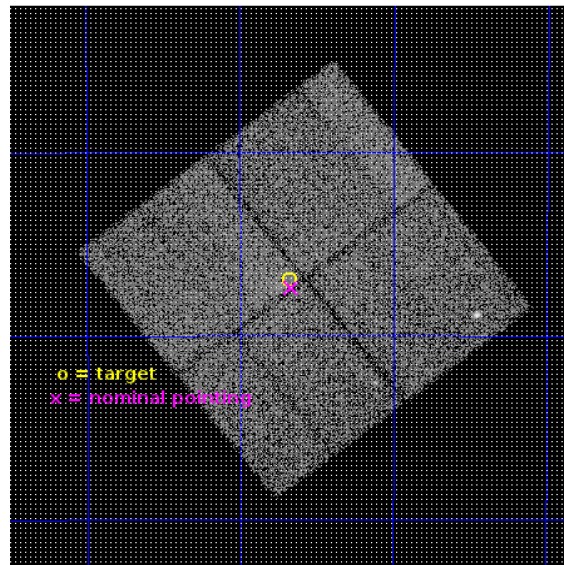 o = target
x = nominal pointing